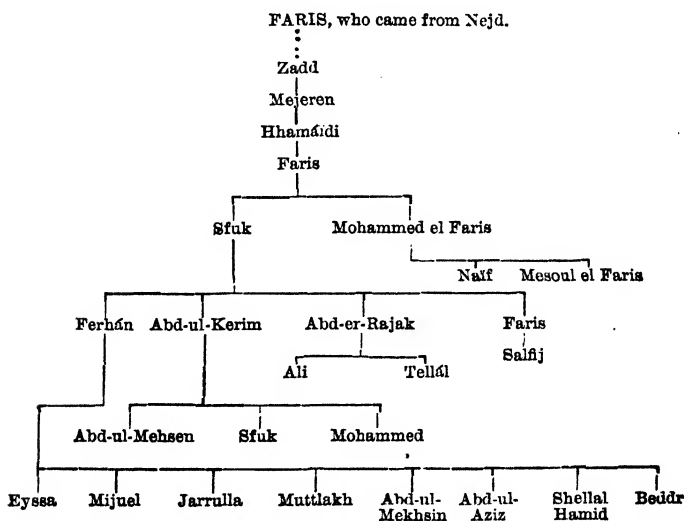 FARIS, who came from Nejd.
Zadd
Mejeren
Hhamáïdi
Faris
Sfuk Mohammed el Faris
Naïf Mesoul el Faris
Ferhán Abd-ul-Kerim Abd-er-Rajak Faris
Salfij
Ali Tellál
Abd-ul-Mehsen Sfuk Mohammed
Eyssa Mijuel Jarrulla Muttlakh Abd-ul- Abd-ul- Shellal Beddr
Mekhsin Aziz Hamid